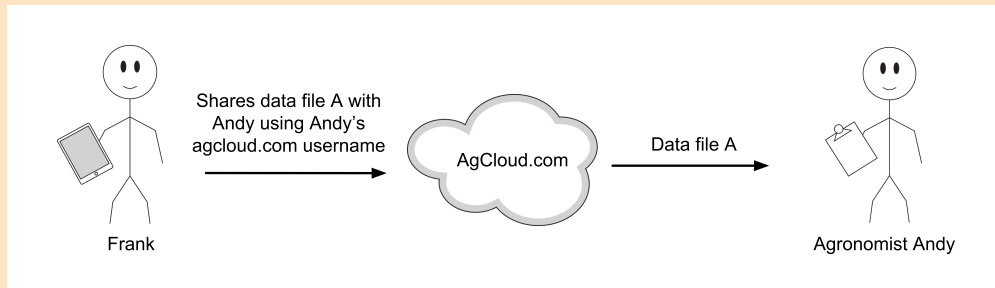 Shares data file A with
Andy using Andy's
agcloud.com username
AgCloud.com
Data file A
Frank
Agronomist Andy